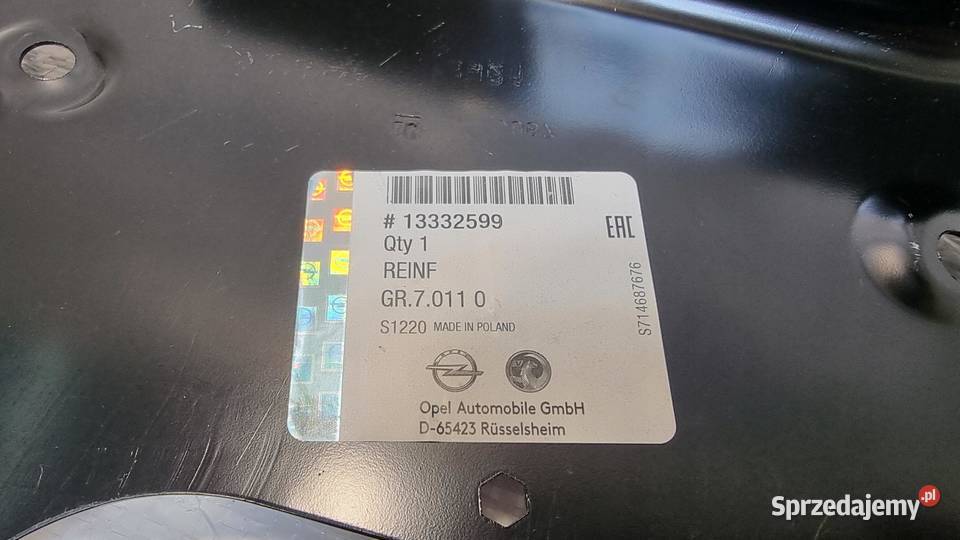 # 13332599
Qty 1
REINF
GR.7.011 0
S1220 MADE IN POLAND
EAC
S714687676
Opel Automobile GmbH
D-65423 Rüsselsheim
Sprzedajemy.pl